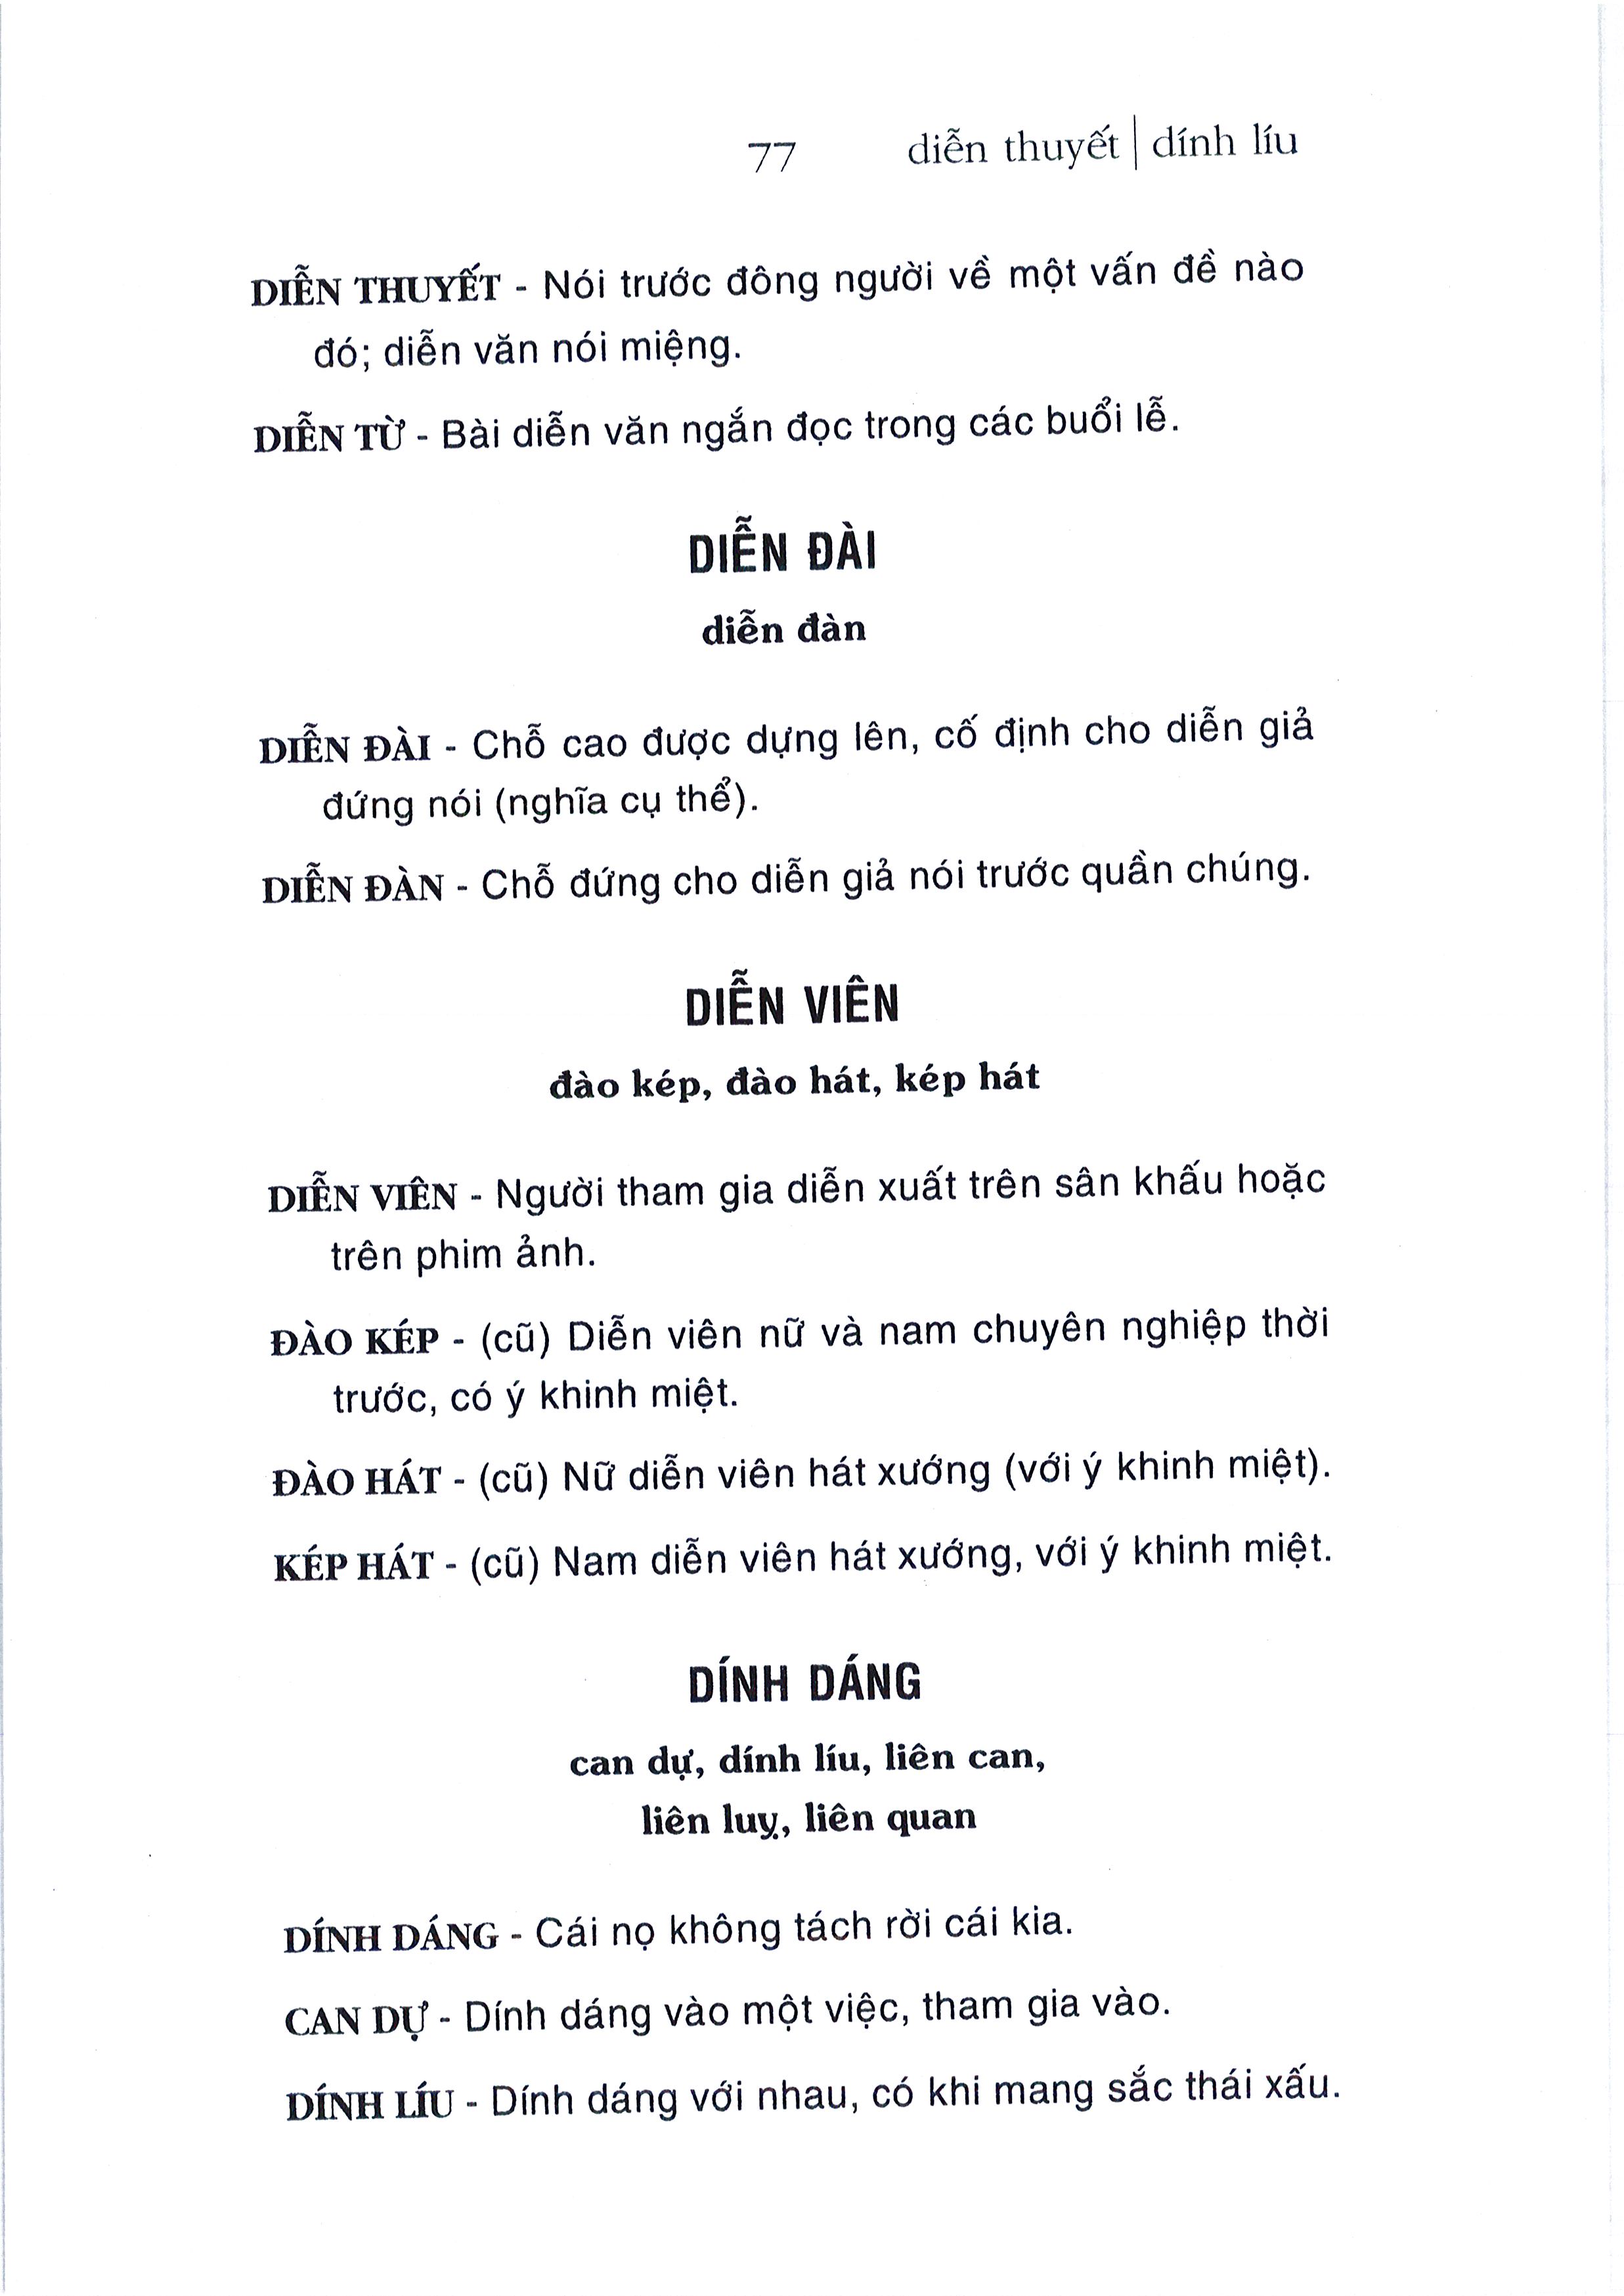 77 diễn thuyết | dính líu
DIỄN THUYẾT - Nói trước đông người về một vấn đề nào
đó; diễn văn nói miệng.
DIỄN TỪ - Bài diễn văn ngắn đọc trong các buổi lễ.
DIỄN ĐÀI
diễn đàn
DIỄN ĐÀI - Chỗ cao được dựng lên, cố định cho diễn giả
đứng nói (nghĩa cụ thể).
DIỄN ĐÀN - Chỗ đứng cho diễn giả nói trước quần chúng.
DIỄN VIÊN
đào kép, đào hát, kép hát
DIỄN VIÊN - Người tham gia diễn xuất trên sân khấu hoặc
trên phim ảnh.
ĐÀO KÉP - (cũ) Diễn viên nữ và nam chuyên nghiệp thời
trước, có ý khinh miệt.
ĐÀO HÁT - (cũ) Nữ diễn viên hát xướng (với ý khinh miệt).
KÉP HÁT - (cũ) Nam diễn viên hát xướng, với ý khinh miệt.
DÍNH DÁNG
can dự, dính líu, liên can,
liên luỵ, liên quan
DÍNH DÁNG - Cái nọ không tách rời cái kia.
CAN DỰ - Dính dáng vào một việc, tham gia vào.
DÍNH LÍU - Dính dáng với nhau, có khi mang sắc thái xấu.